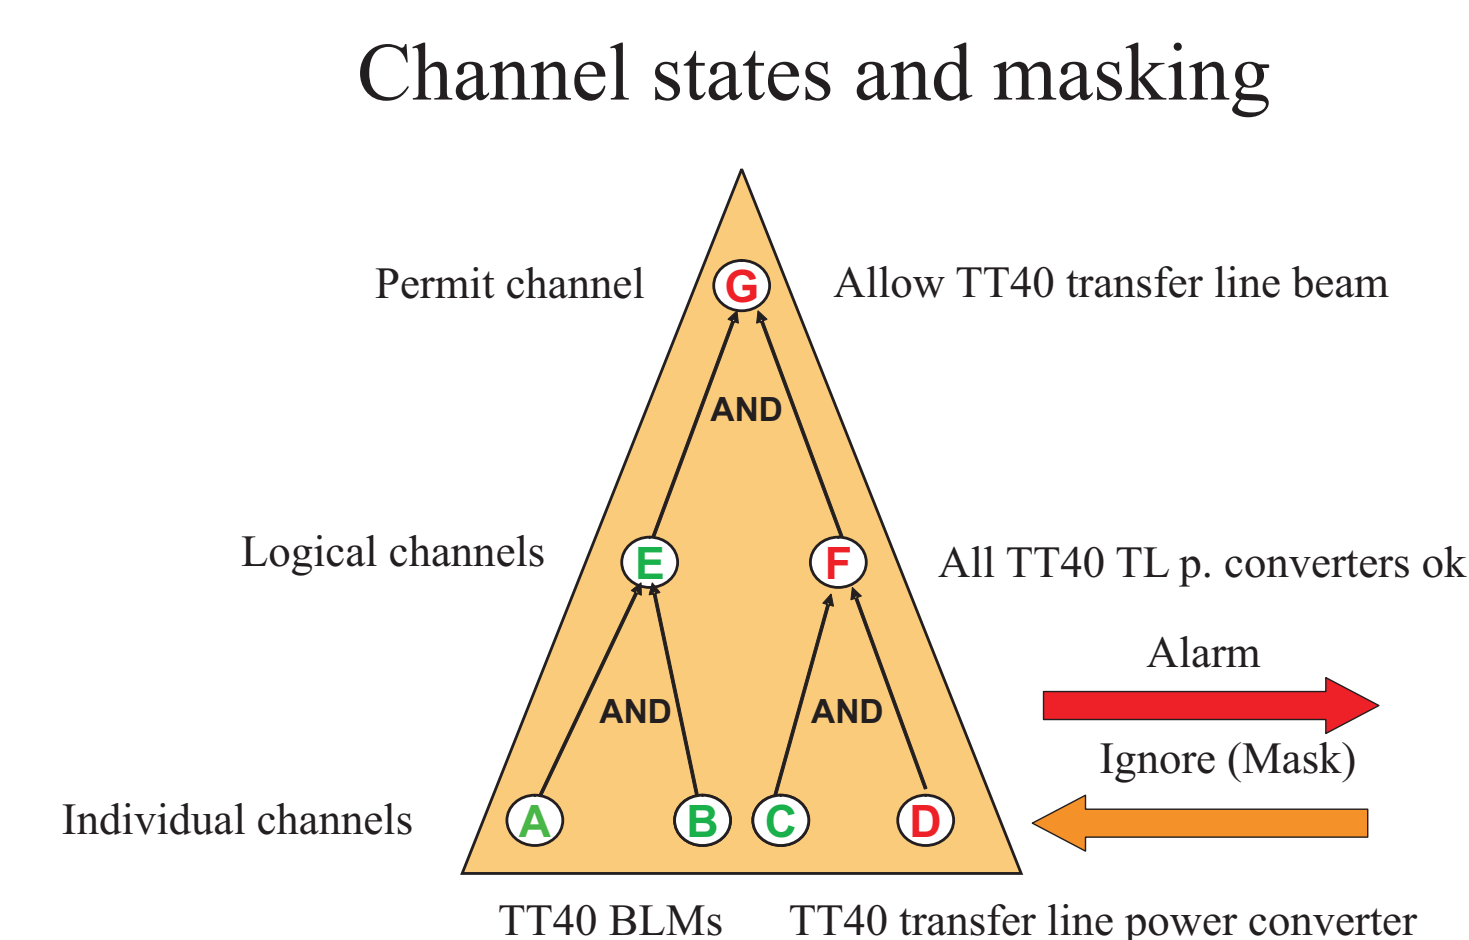 Channel states and masking
Permit channel
G
Allow TT40 transfer line beam
AND
Logical channels
E
F
All TT40 TL p. converters ok
Alarm
AND
AND
Ignore (Mask)
Individual channels
A
B
C
D
TT40 BLMs
TT40 transfer line power converter